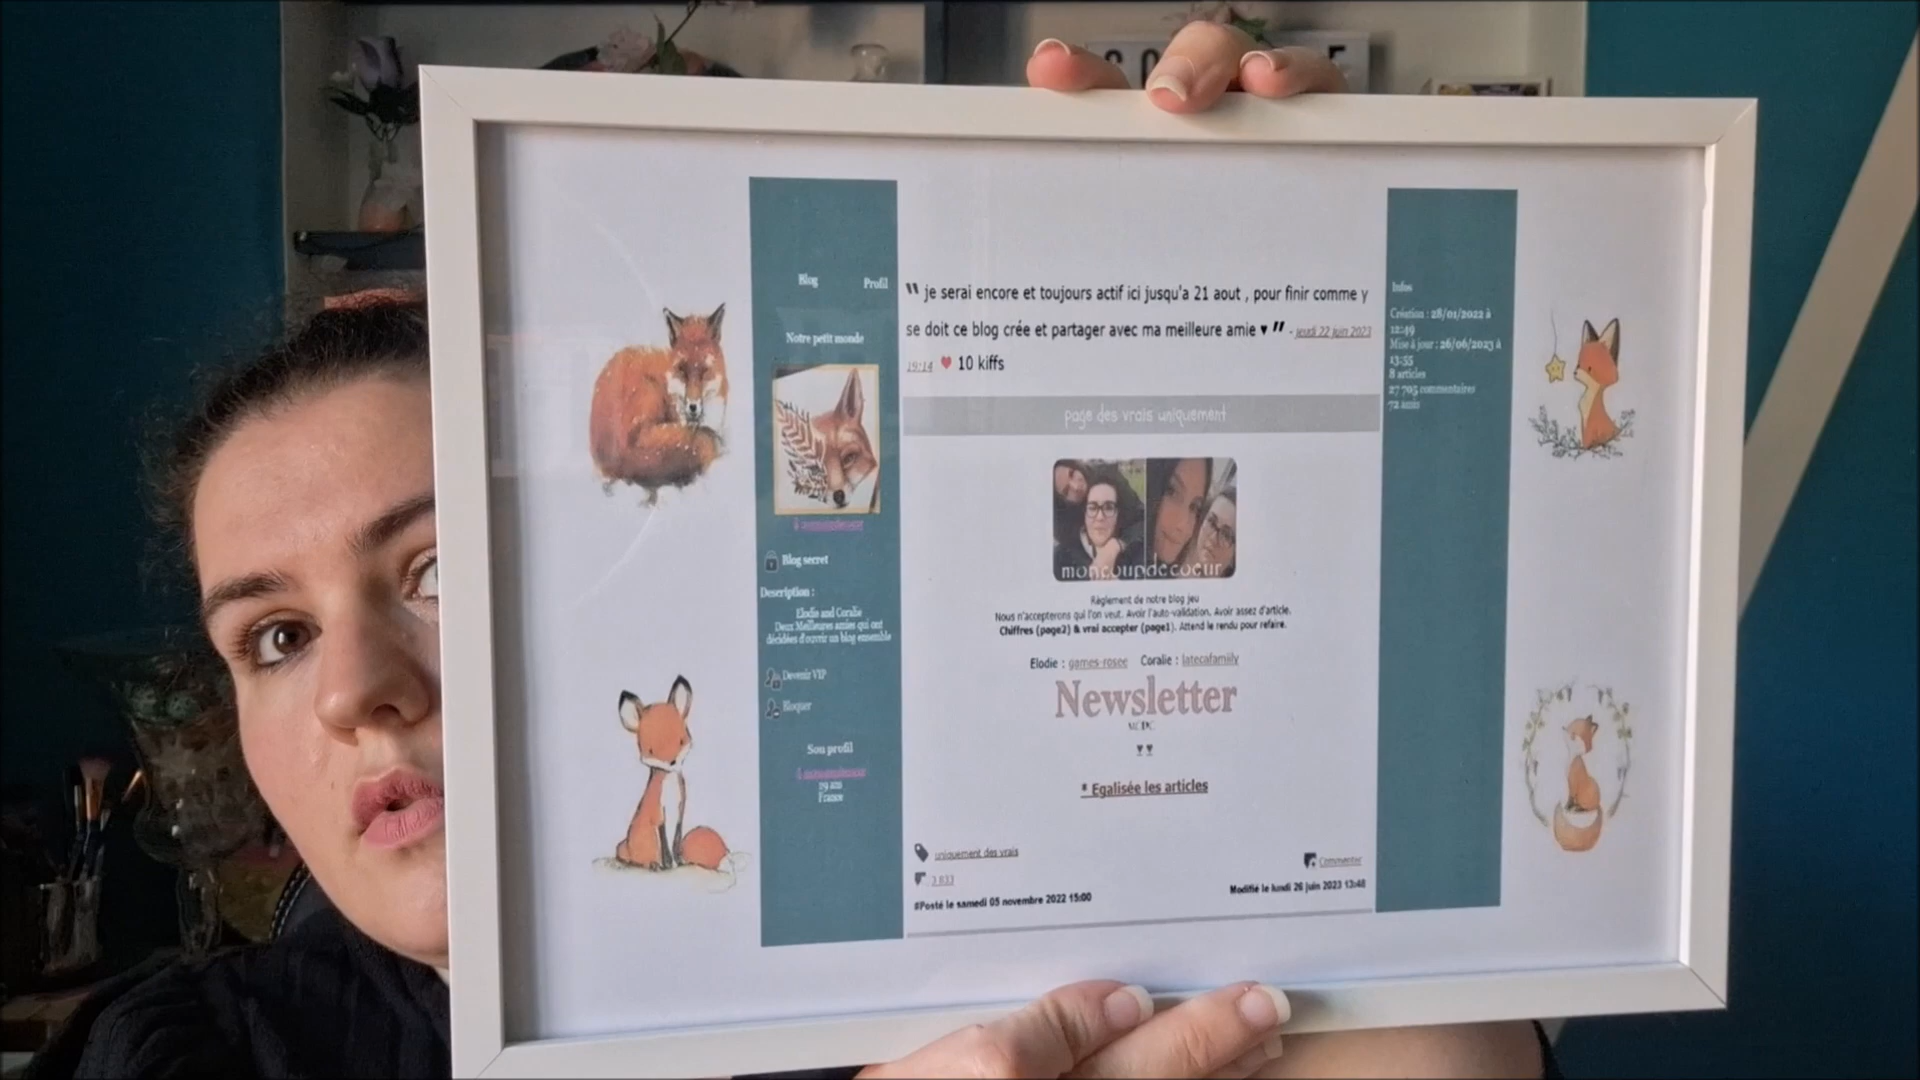 Blog
Profil
Notre petit monde
Blog secret
Description :
Elodie and Coralie
Deux Meilleures amies qui ont
décidées d'ouvrir un blog ensemble
Devenir VIP
Bloquer
Son profil
19 ans
France
" je serai encore et toujours actif ici jusqu'a 21 aout , pour finir comme y
se doit ce blog crée et partager avec ma meilleure amie ♥ " - jeudi 22 juin 2023
19:14 ♥ 10 kiffs
page des vrais uniquement
moncoupdecoeur
Règlement de notre blog jeu
Nous n'accepterons qui l'on veut. Avoir l'auto-validation. Avoir assez d'article.
Chiffres (page2) & vrai accepter (page1). Attend le rendu pour refaire.
Elodie : games-rosee Coralie : latecafamiily
Newsletter
MCDC
* Egalisée les articles
uniquement des vrais
3 833
Commenter
#Posté le samedi 05 novembre 2022 15:00
Modifié le lundi 26 juin 2023 13:48
Infos
Création : 28/01/2022 à
12:49
Mise à jour : 26/06/2023 à
13:55
8 articles
27 705 commentaires
72 amis